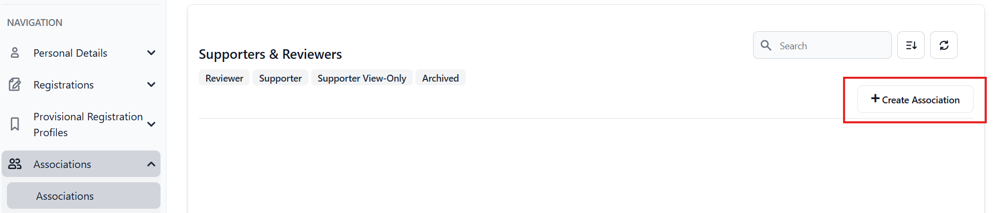 NAVIGATION
Personal Details
Registrations
Provisional Registration
Profiles
Associations
Associations
Search
Supporters & Reviewers
Reviewer Supporter Supporter View-Only Archived
+ Create Association